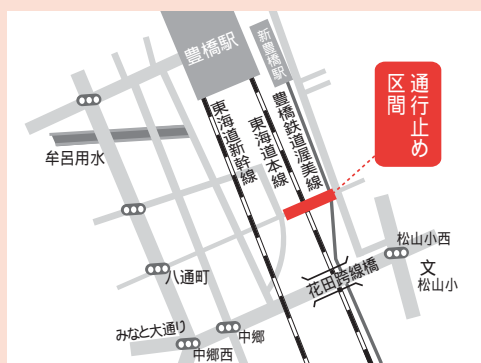 豊橋駅
新豊橋駅
通行止め
区間
東海道新幹線
東海道本線
豊橋鉄道渥美線
牟呂用水
八通町
松山小西
文
松山小
花田跨線橋
みなと大通り
中郷
中郷西